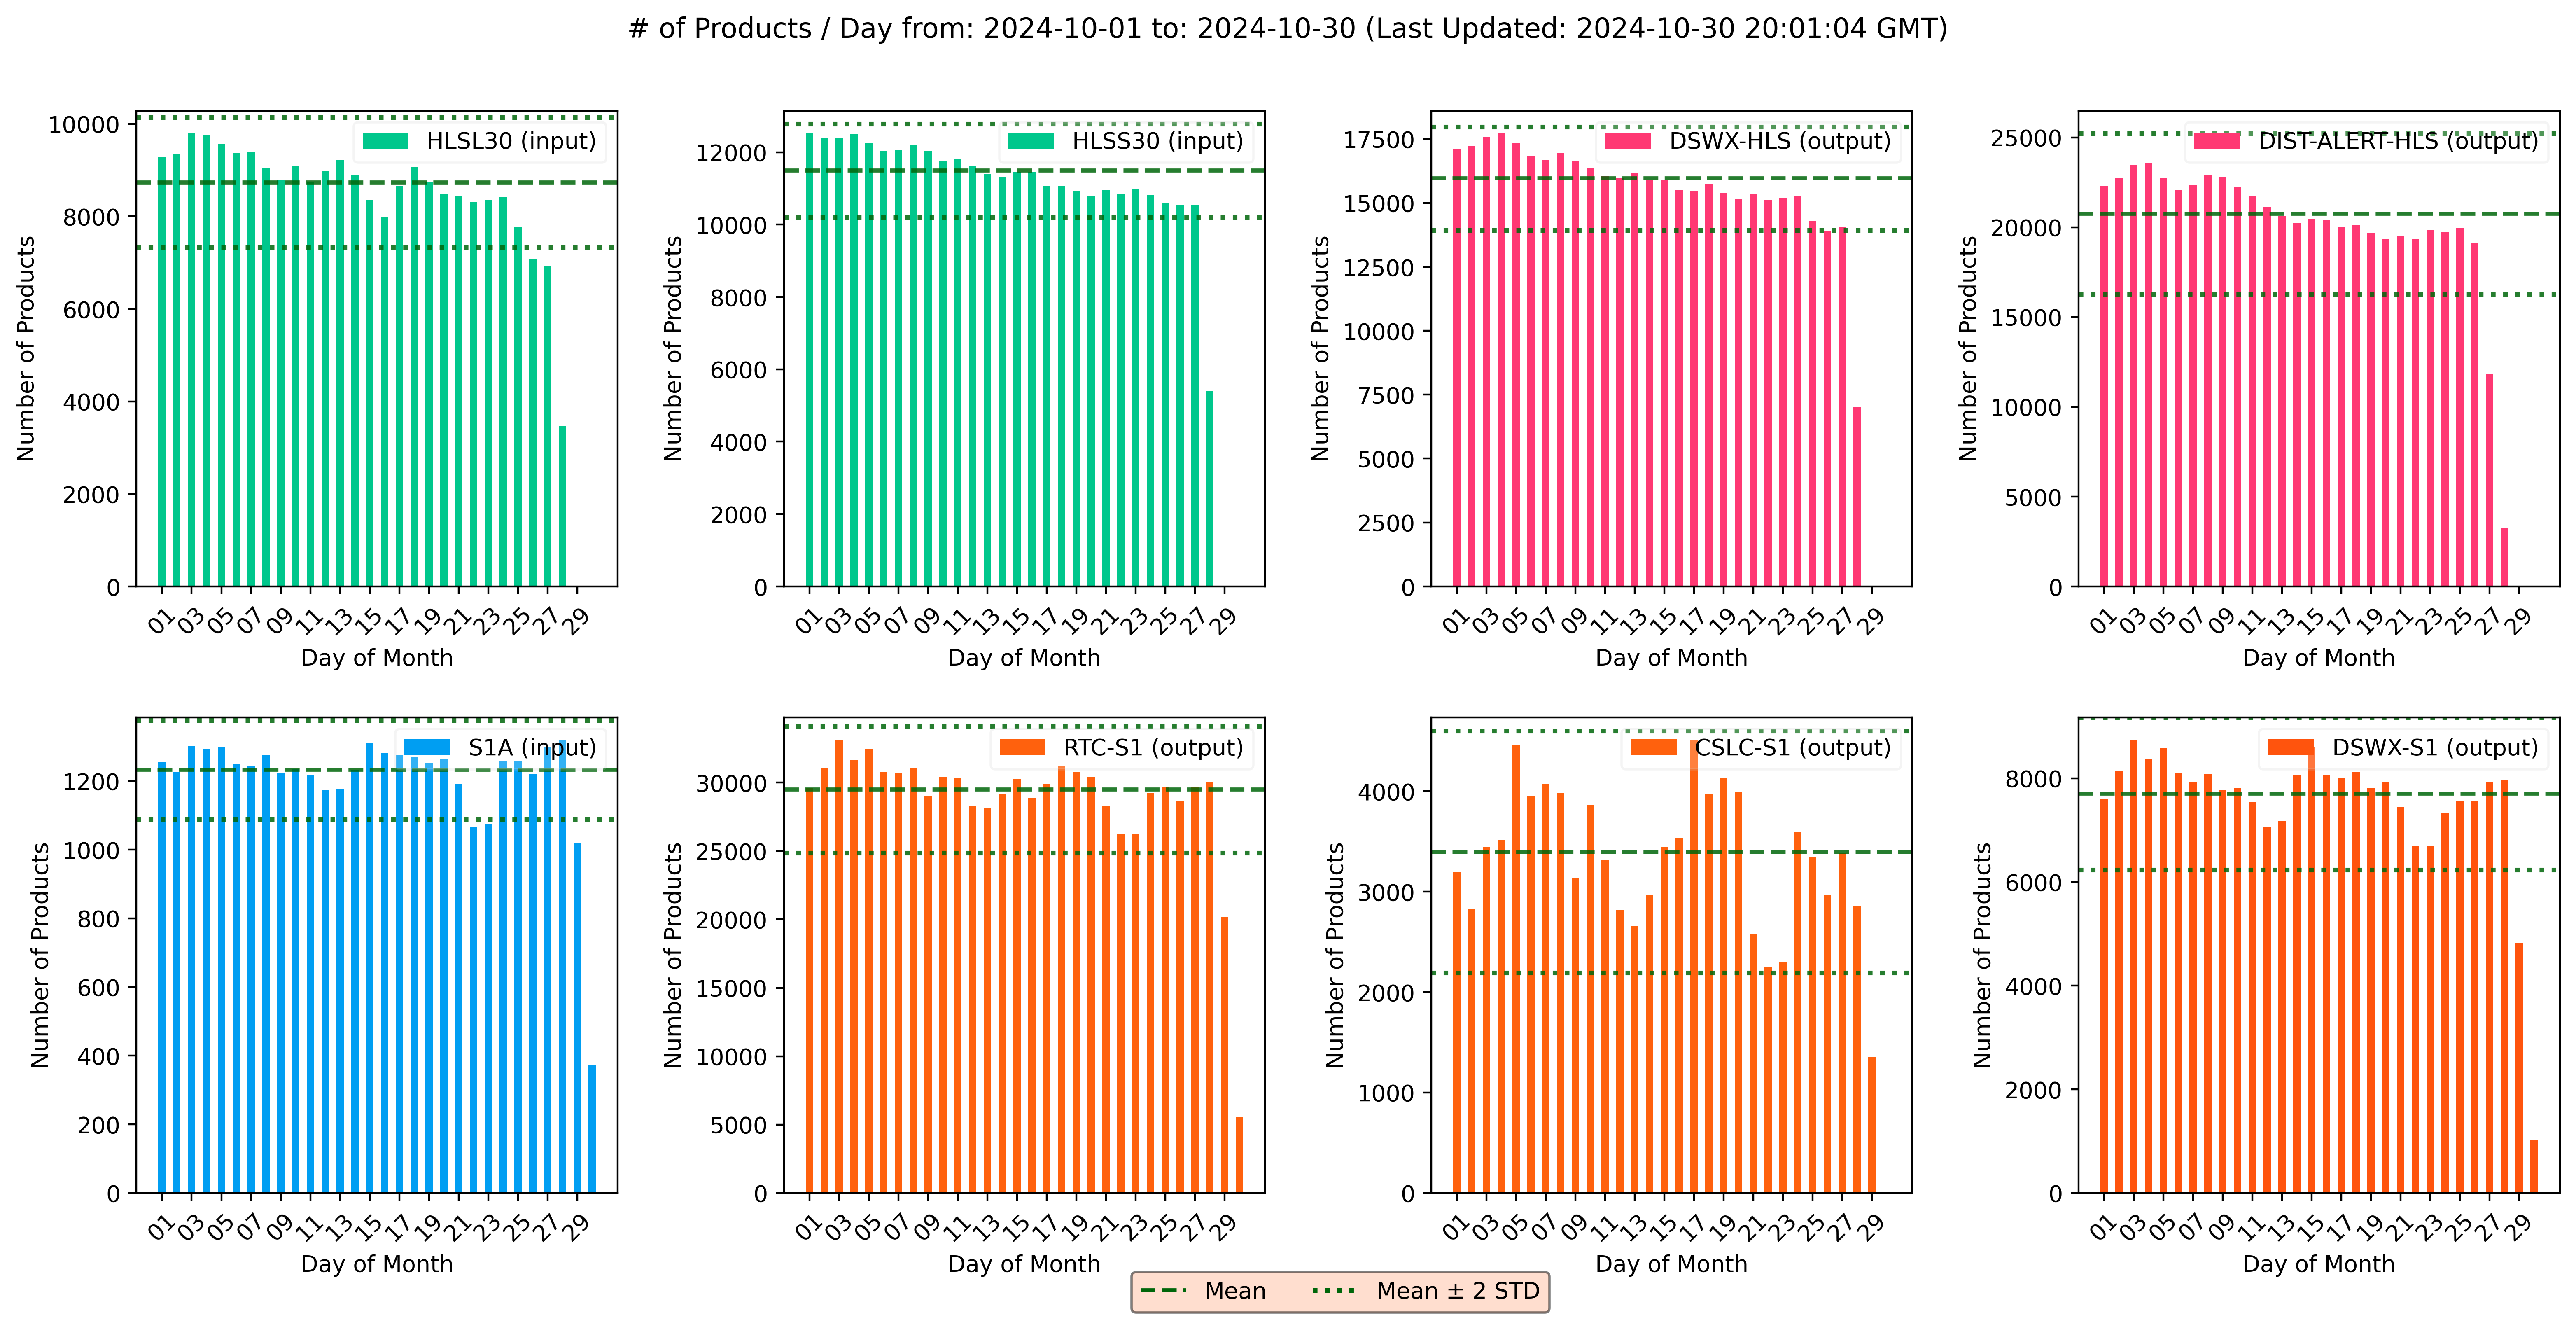 # of Products / Day from: 2024-10-01 to: 2024-10-30 (Last Updated: 2024-10-30 20:01:04 GMT)
Number of Products
10000
8000
6000
4000
2000
0
HLSL30 (input)
01 03 05 07 09 11 13 15 17 19 21 23 25 27 29
Day of Month
Number of Products
12000
10000
8000
6000
4000
2000
0
HLSS30 (input)
01 03 05 07 09 11 13 15 17 19 21 23 25 27 29
Day of Month
Number of Products
17500
15000
12500
10000
7500
5000
2500
0
DSWX-HLS (output)
01 03 05 07 09 11 13 15 17 19 21 23 25 27 29
Day of Month
Number of Products
25000
20000
15000
10000
5000
0
DIST-ALERT-HLS (output)
01 03 05 07 09 11 13 15 17 19 21 23 25 27 29
Day of Month
Number of Products
1200
1000
800
600
400
200
0
S1A (input)
01 03 05 07 09 11 13 15 17 19 21 23 25 27 29
Day of Month
Number of Products
30000
25000
20000
15000
10000
5000
0
RTC-S1 (output)
01 03 05 07 09 11 13 15 17 19 21 23 25 27 29
Day of Month
Number of Products
4000
3000
2000
1000
0
CSLC-S1 (output)
01 03 05 07 09 11 13 15 17 19 21 23 25 27 29
Day of Month
Number of Products
8000
6000
4000
2000
0
DSWX-S1 (output)
01 03 05 07 09 11 13 15 17 19 21 23 25 27 29
Day of Month
Mean
Mean ± 2 STD